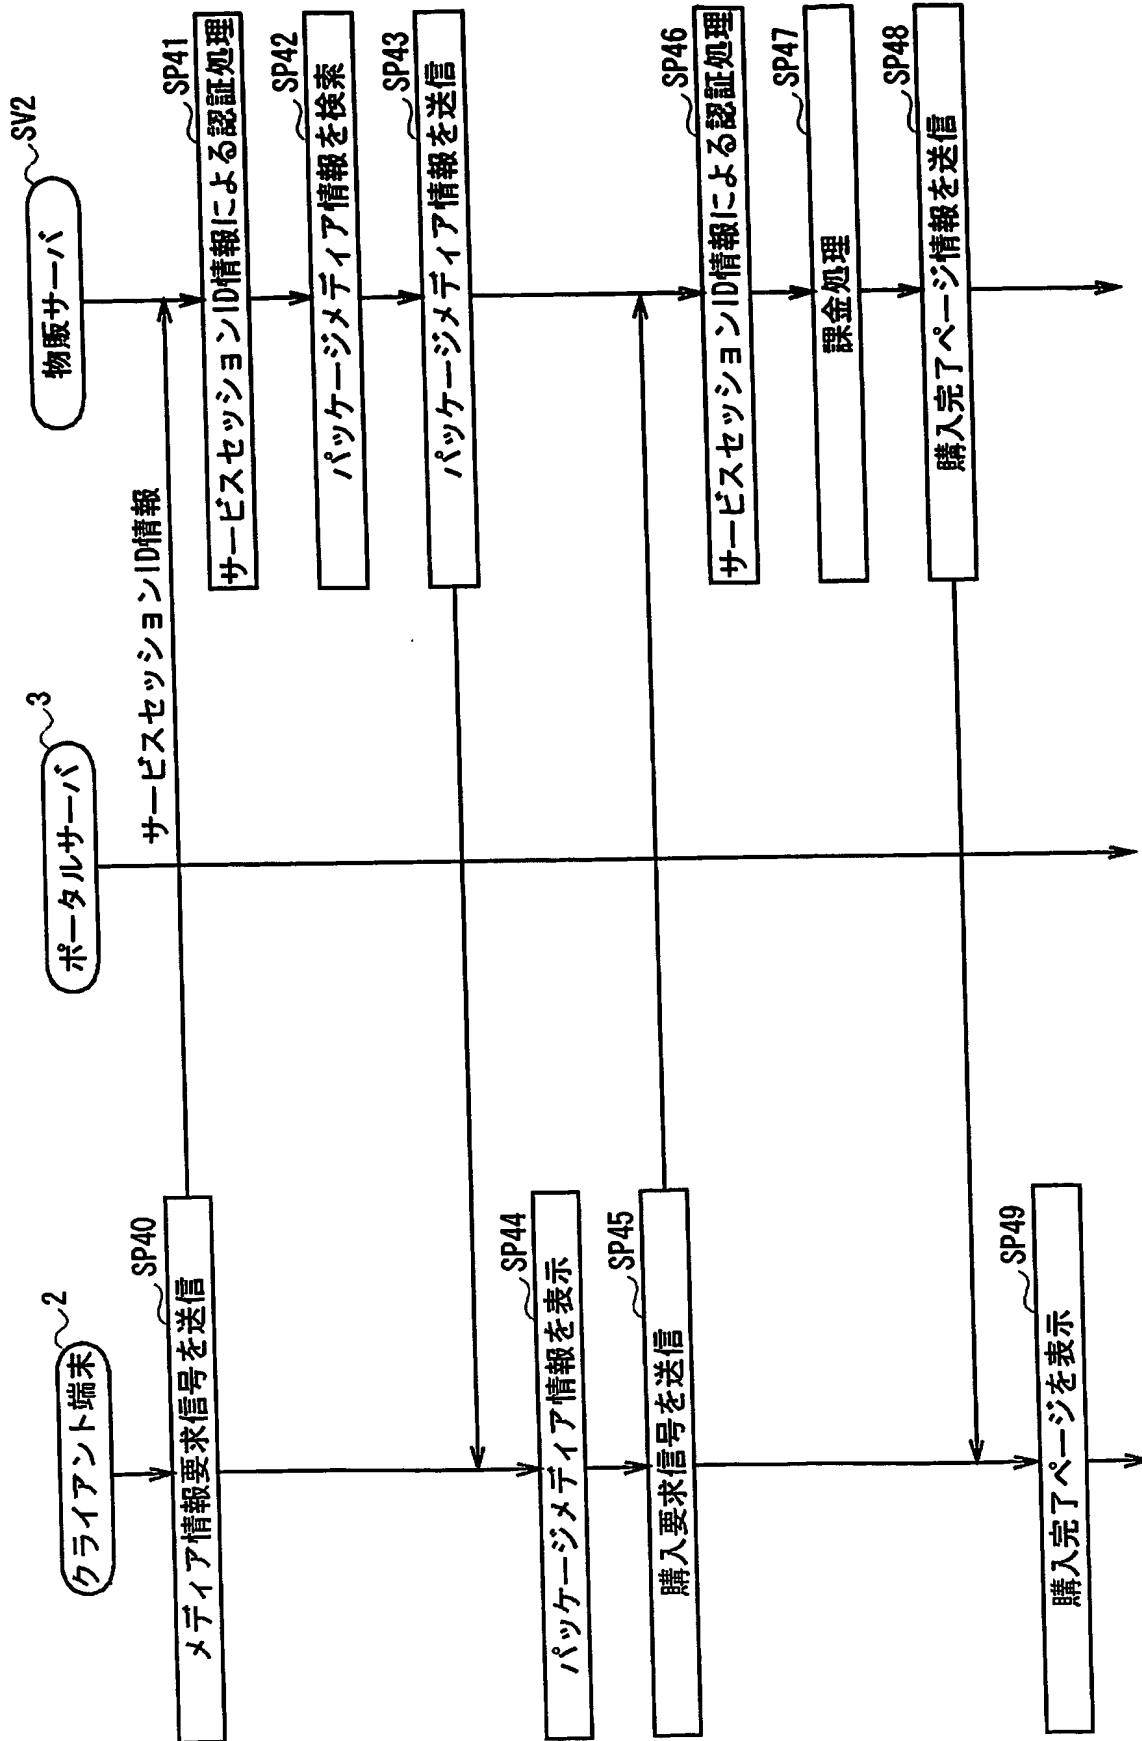 クライアント端末
2
ポータルサーバ
3
物販サーバ
SV2
SP40
メディア情報要求信号を送信
サービスセッションID情報
SP41
サービスセッションID情報による認証処理
SP42
パッケージメディア情報を検索
SP43
パッケージメディア情報を送信
SP44
パッケージメディア情報を表示
SP45
購入要求信号を送信
SP46
サービスセッションID情報による認証処理
SP47
課金処理
SP48
購入完了ページ情報を送信
SP49
購入完了ページを表示